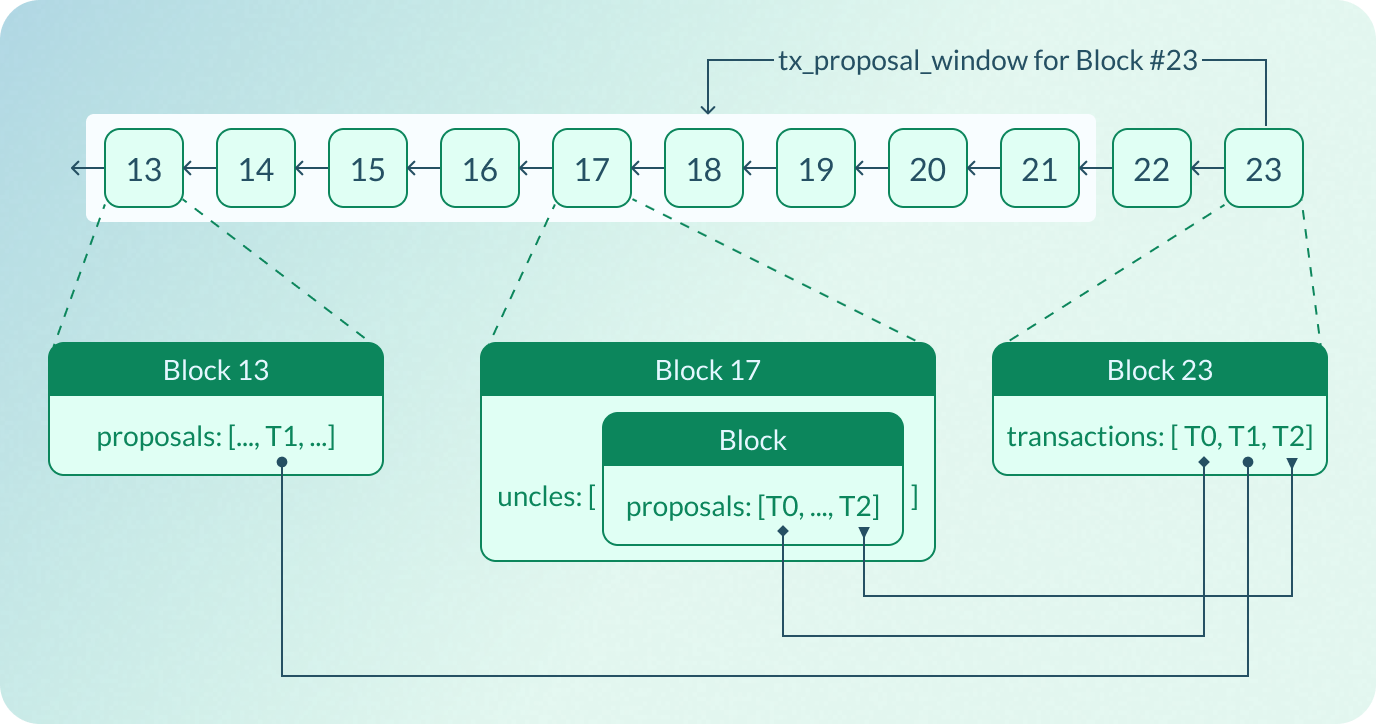 tx_proposal_window for Block #23
13 14 15 16 17 18 19 20 21 22 23
Block 13
proposals: [..., T1, ...]
Block 17
uncles: [
Block
proposals: [T0, ..., T2]
]
Block 23
transactions: [ T0, T1, T2]